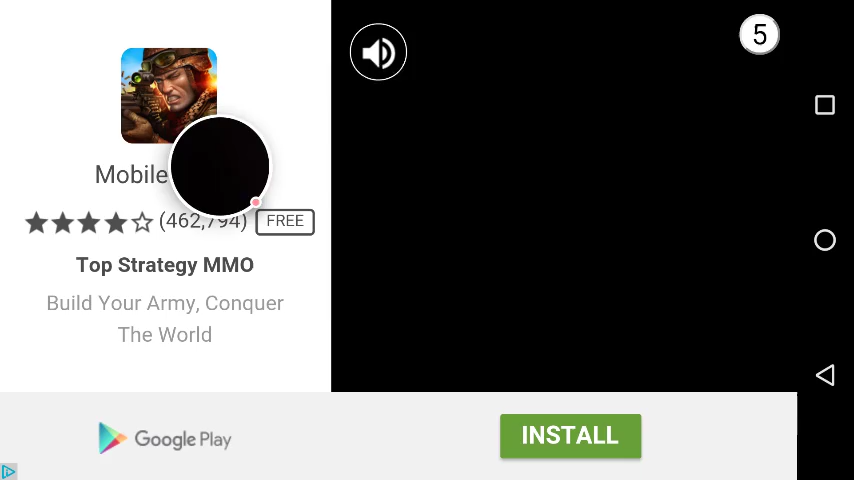 5
Mobile
(462,794)
FREE
Top Strategy MMO
Build Your Army, Conquer
The World
Google Play
INSTALL